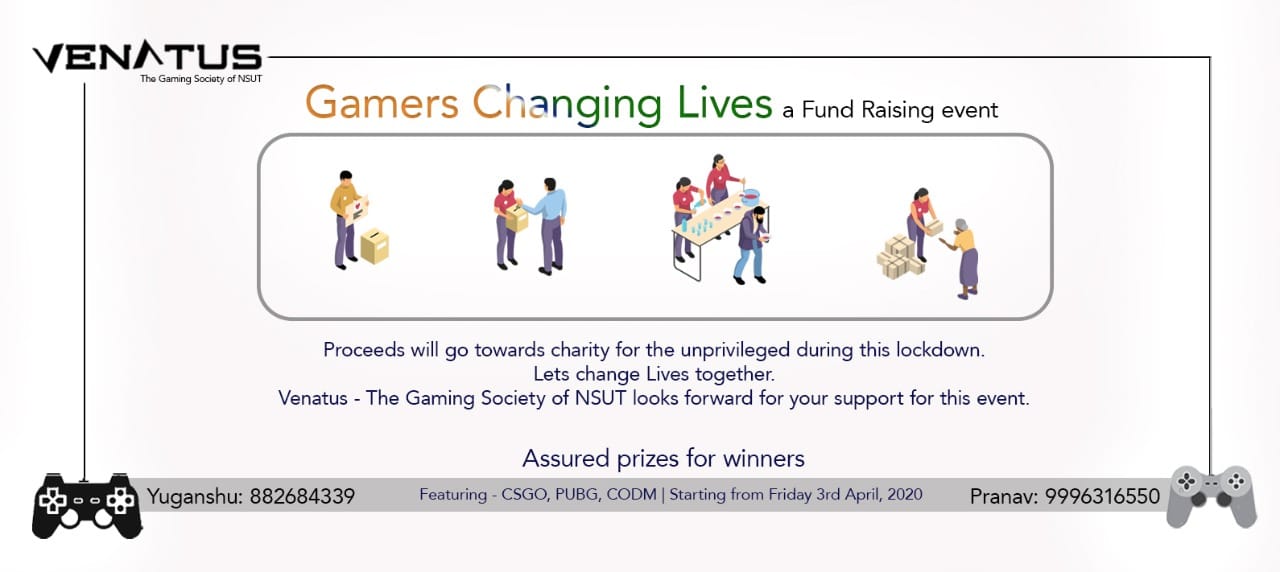 VENATUS
The Gaming Society of NSUT
Gamers Changing Lives a Fund Raising event
Proceeds will go towards charity for the unprivileged during this lockdown.
Lets change Lives together.
Venatus - The Gaming Society of NSUT looks forward for your support for this event.
Assured prizes for winners
Yuganshu: 882684339
Featuring - CSGO, PUBG, CODM | Starting from Friday 3rd April, 2020
Pranav: 9996316550